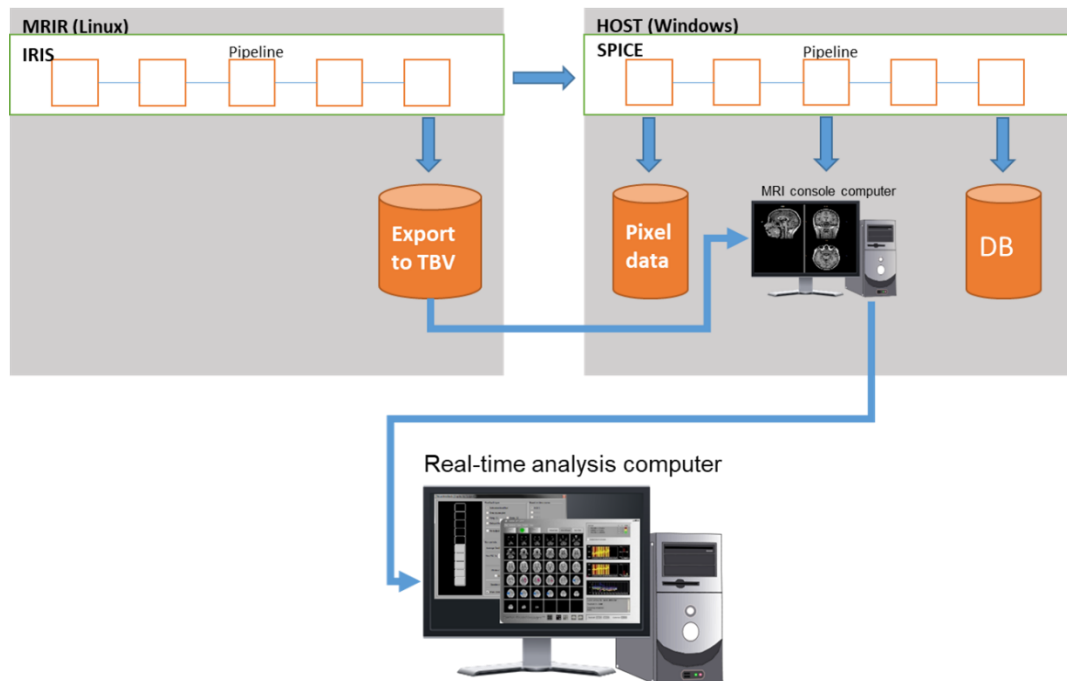 MRIR (Linux)
IRIS
Pipeline
HOST (Windows)
SPICE
Pipeline
Export
to TBV
Pixel
data
MRI console computer
DB
Real-time analysis computer